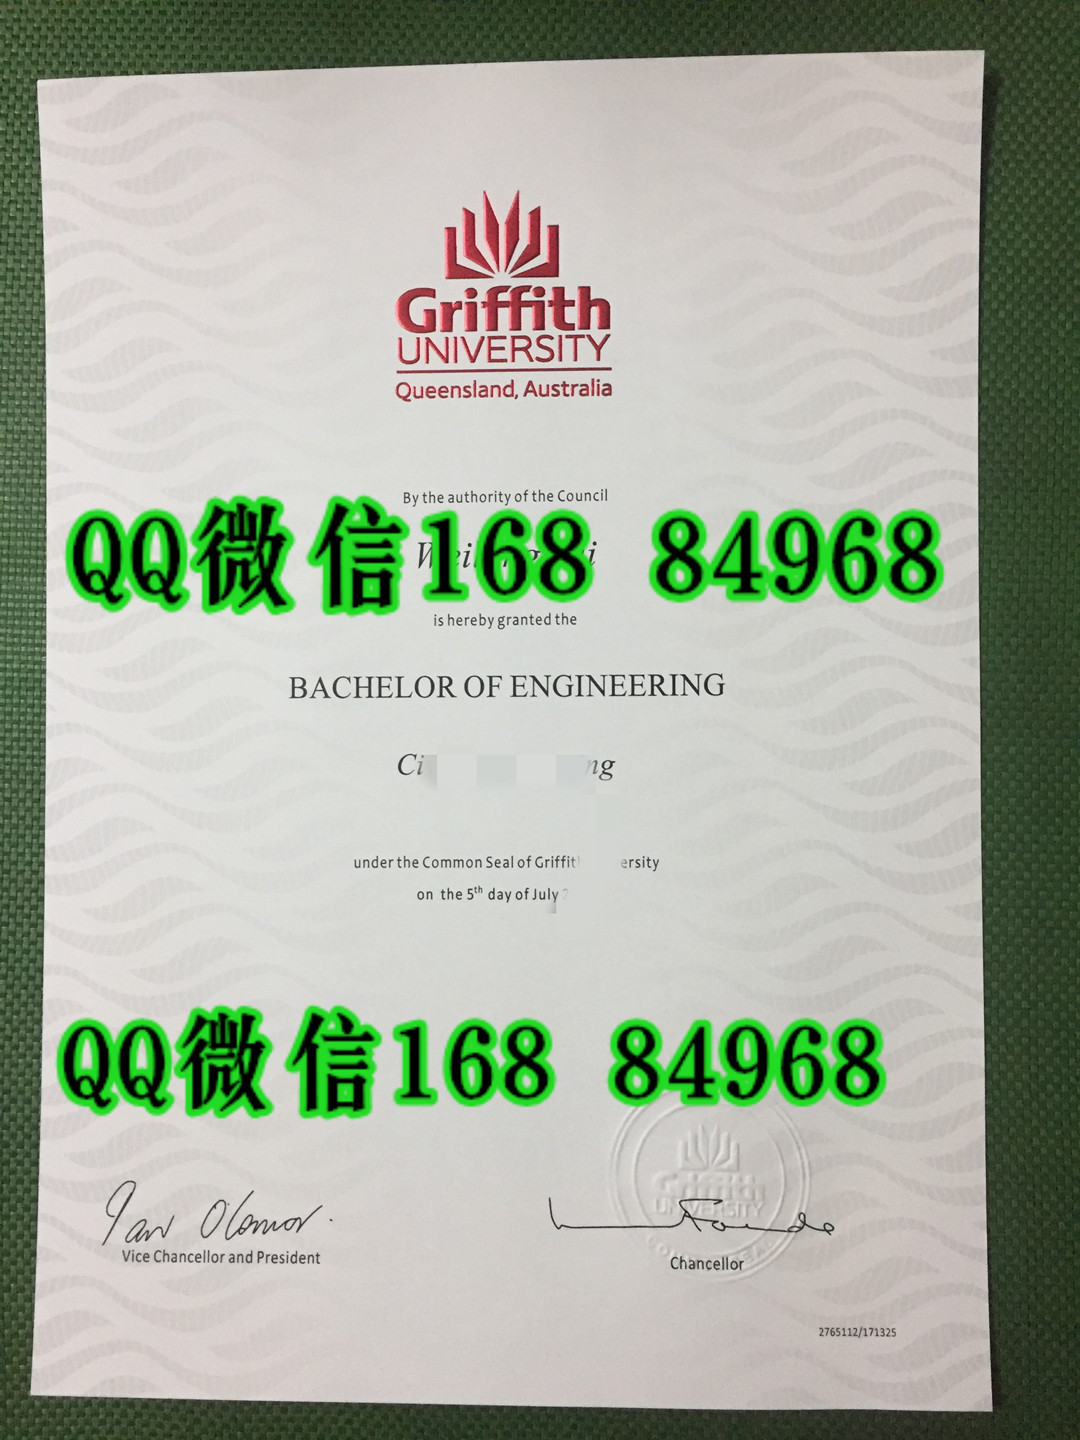 Griffith
UNIVERSITY
Queensland, Australia
By the authority of the Council
QQ微信168 84968
is hereby granted the
BACHELOR OF ENGINEERING
under the Common Seal of
on the 5th day of July
QQ微信168 84968
Griffith
UNIVERSITY
Vice Chancellor and President
Chancellor
2765112/171325